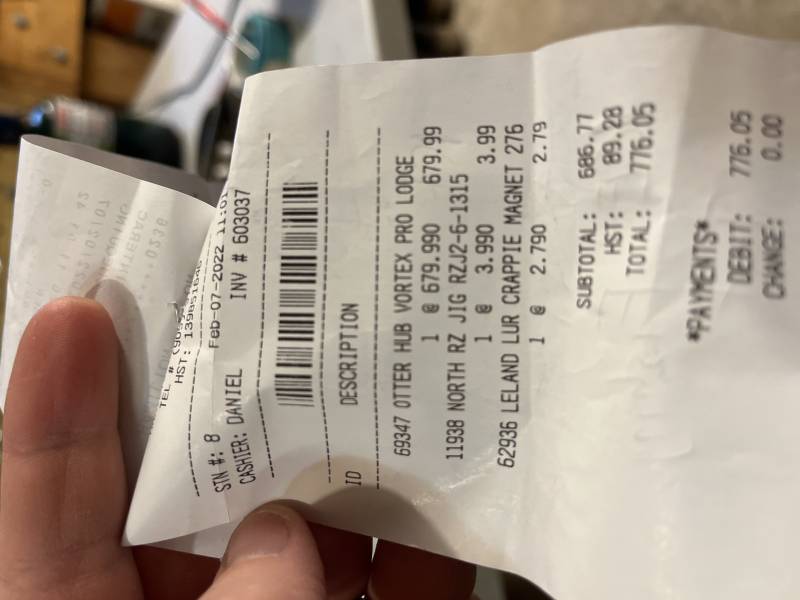 TEL #
HST:
STN #: 8 Feb-07-2022
CASHIER: DANIEL INV # 603037
ID DESCRIPTION
69347 OTTER HUB VORTEX PRO LODGE
1 @ 679.990 679.99
11938 NORTH RZ JIG RZJ2-6-1315
1 @ 3.990 3.99
62936 LELAND LUR CRAPPIE MAGNET 276
1 @ 2.790 2.79
SUBTOTAL: 686.77
HST: 89.28
TOTAL: 776.05
*PAYMENTS*
DEBIT: 776.05
CHANGE: 0.00